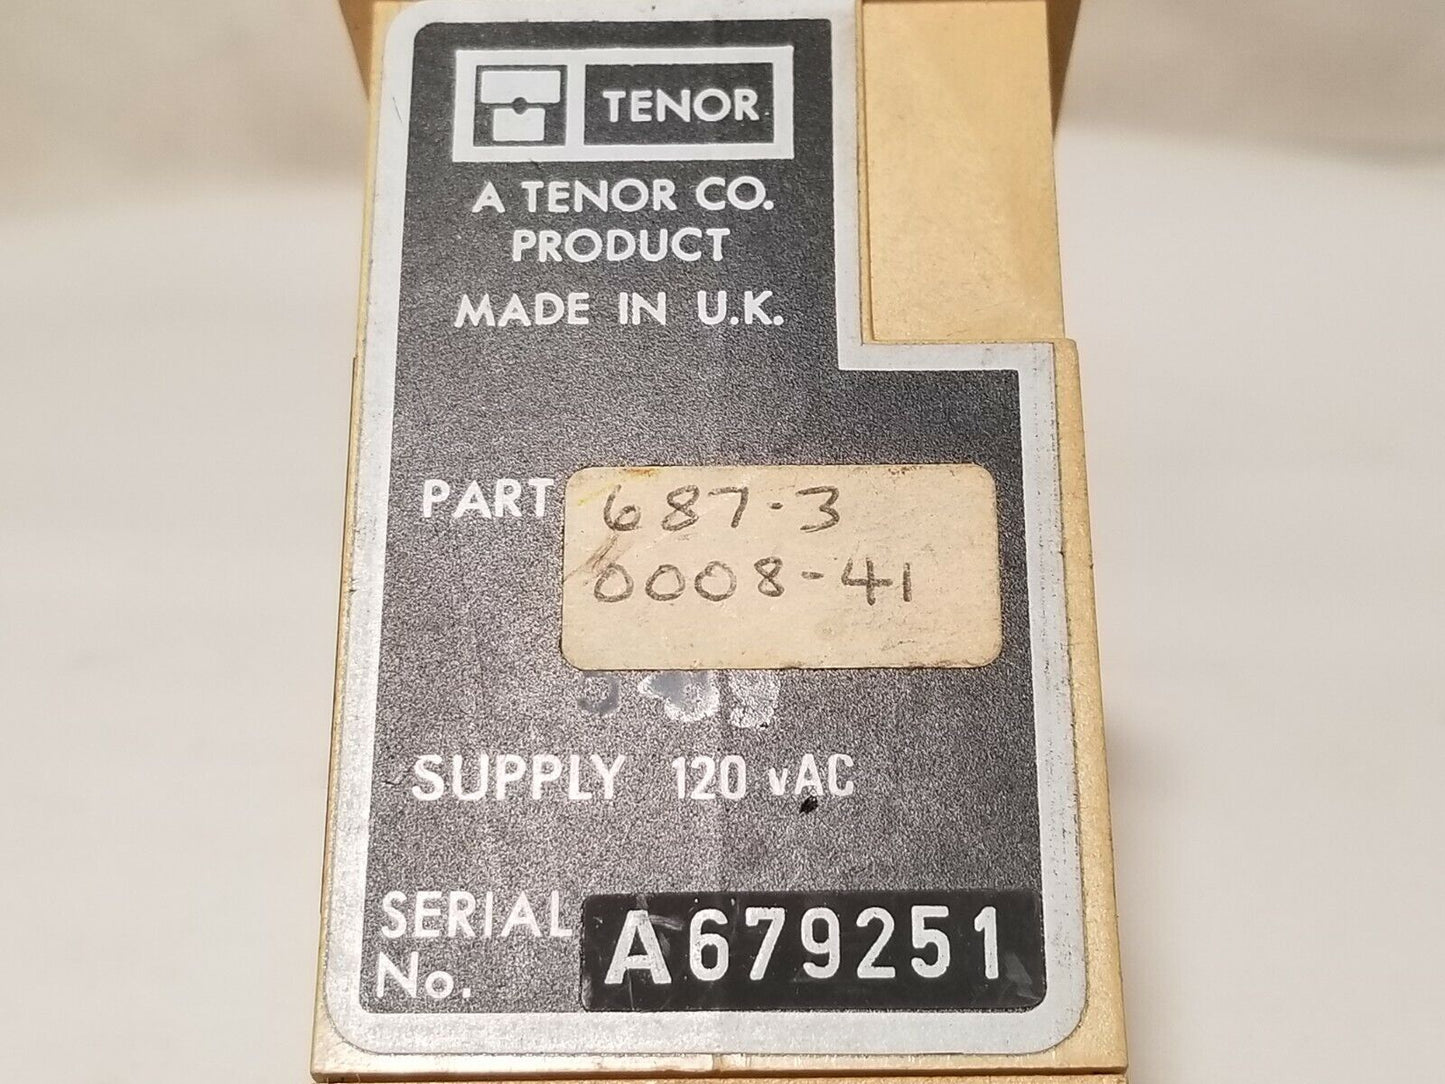 TENOR
A TENOR CO.
PRODUCT
MADE IN U.K.
PART 687-3
0008-41
SUPPLY 120 vAC
SERIAL
No. A679251